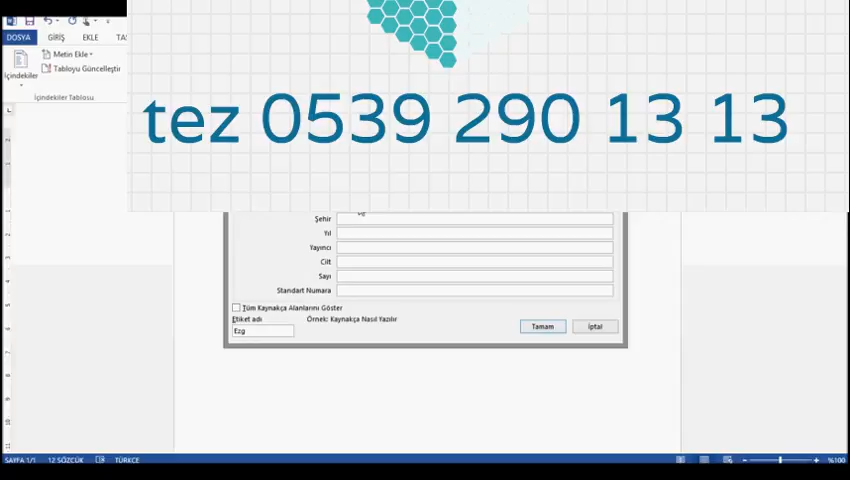 DOSYA GİRİŞ EKLE
İçindekiler
Metin Ekle
Tabloyu Güncelleştir
İçindekiler Tablosu
tez 0539 290 13 13
Şehir
Yıl
Yayıncı
Cilt
Sayı
Standart Numara
Tüm Kaynakça Alanlarını Göster
Etiket adı
Örnek: Kaynakça Nasıl Yazılır
Ezg
Tamam
İptal
SAYFA 1/1 12 SÖZCÜK TÜRKÇE
%100